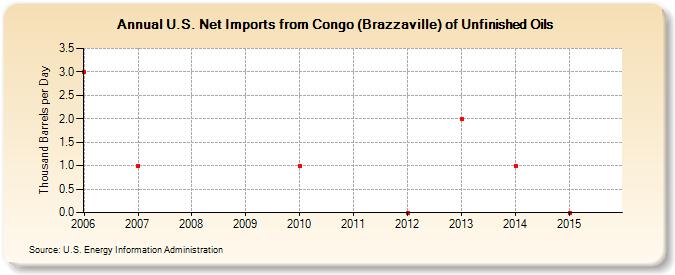 Annual U.S. Net Imports from Congo (Brazzaville) of Unfinished Oils
Thousand Barrels per Day
3.5
3.0
2.5
2.0
1.5
1.0
0.5
0.0
2006 2007 2008 2009 2010 2011 2012 2013 2014 2015
Source: U.S. Energy Information Administration